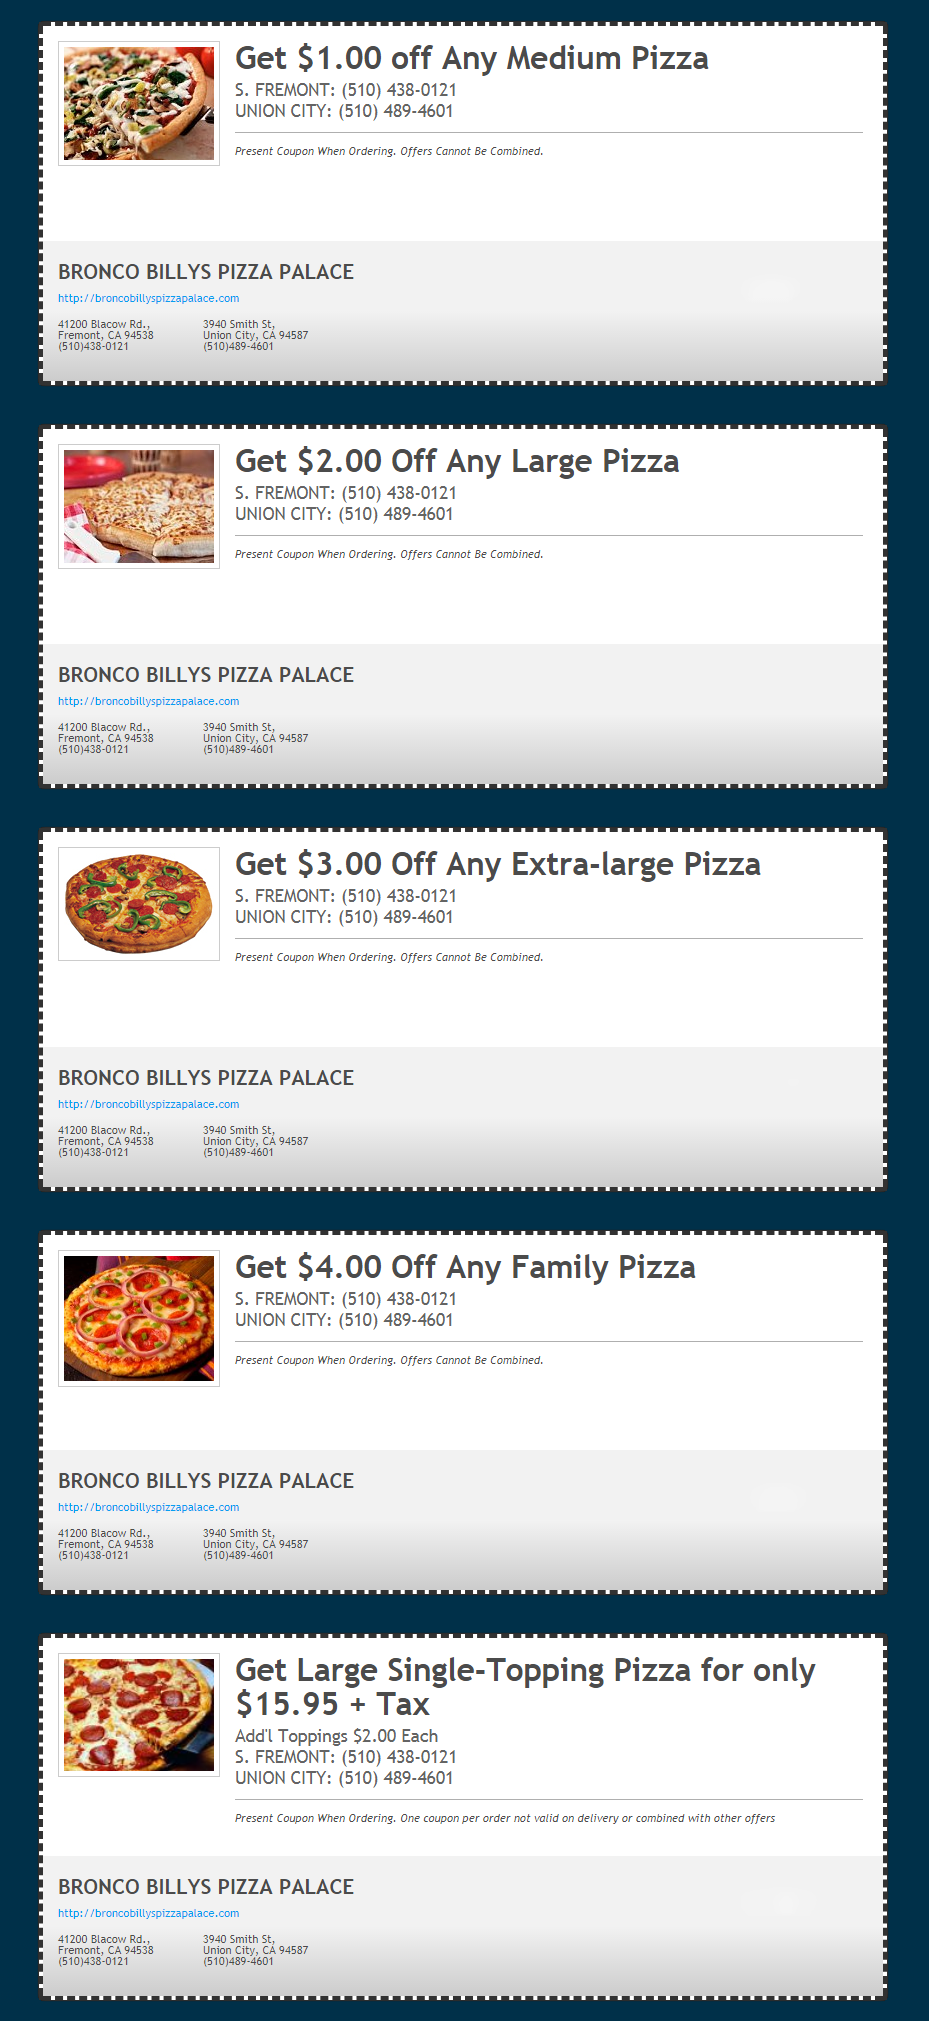 Get $1.00 off Any Medium Pizza
S. FREMONT: (510) 438-0121
UNION CITY: (510) 489-4601
Present Coupon When Ordering. Offers Cannot Be Combined.
BRONCO BILLYS PIZZA PALACE
http://broncobillyspizzapalace.com
41200 Blacow Rd.,
Fremont, CA 94538
(510)438-0121
3940 Smith St,
Union City, CA 94587
(510)489-4601
Get $2.00 Off Any Large Pizza
S. FREMONT: (510) 438-0121
UNION CITY: (510) 489-4601
Present Coupon When Ordering. Offers Cannot Be Combined.
BRONCO BILLYS PIZZA PALACE
http://broncobillyspizzapalace.com
41200 Blacow Rd.,
Fremont, CA 94538
(510)438-0121
3940 Smith St,
Union City, CA 94587
(510)489-4601
Get $3.00 Off Any Extra-large Pizza
S. FREMONT: (510) 438-0121
UNION CITY: (510) 489-4601
Present Coupon When Ordering. Offers Cannot Be Combined.
BRONCO BILLYS PIZZA PALACE
http://broncobillyspizzapalace.com
41200 Blacow Rd.,
Fremont, CA 94538
(510)438-0121
3940 Smith St,
Union City, CA 94587
(510)489-4601
Get $4.00 Off Any Family Pizza
S. FREMONT: (510) 438-0121
UNION CITY: (510) 489-4601
Present Coupon When Ordering. Offers Cannot Be Combined.
BRONCO BILLYS PIZZA PALACE
http://broncobillyspizzapalace.com
41200 Blacow Rd.,
Fremont, CA 94538
(510)438-0121
3940 Smith St,
Union City, CA 94587
(510)489-4601
Get Large Single-Topping Pizza for only
$15.95 + Tax
Add'l Toppings $2.00 Each
S. FREMONT: (510) 438-0121
UNION CITY: (510) 489-4601
Present Coupon When Ordering. One coupon per order not valid on delivery or combined with other offers
BRONCO BILLYS PIZZA PALACE
http://broncobillyspizzapalace.com
41200 Blacow Rd.,
Fremont, CA 94538
(510)438-0121
3940 Smith St,
Union City, CA 94587
(510)489-4601